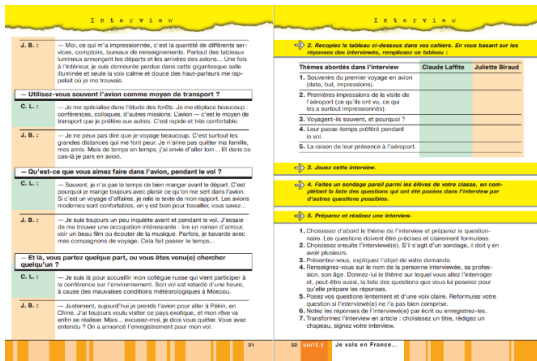 Interview
J. B. :
— Moi, ce qui m'a impressionnée, c'est la quantité de différents ser-
vices, comptoirs, bureaux de renseignements. Partout des tableaux
lumineux annonçant les départs et les arrivées des avions... Une fois
à l'intérieur, je suis demeurée perdue dans cette gigantesque salle
illuminée et seule la voix calme et douce des haut-parleurs me rap-
pelait où je me trouvais.
— Utilisez-vous souvent l'avion comme moyen de transport ?
C. L. :
— Je me spécialise dans l'étude des forêts. Je me déplace beaucoup :
conférences, colloques, d'autres missions. L'avion — c'est le moyen de
transport que je préfère aux autres. C'est rapide et très confortable.
J. B. :
— Je ne peux pas dire que je voyage beaucoup. C'est surtout les
grandes distances qui me font peur. Je n'aime pas quitter ma famille,
mes amis. Mais de temps en temps, j'ai envie d'aller loin... Et dans ce
cas-là je pars en avion.
— Qu'est-ce que vous aimez faire dans l'avion, pendant le vol ?
C. L. :
— Souvent, je n'ai pas le temps de bien manger avant le départ. C'est
pourquoi je mange toujours avec plaisir ce qu'on me sert dans l'avion.
Si c'est un voyage d'affaires, je relis le texte de mon rapport. Les avions
modernes sont confortables, on y est bien pour travailler, vous savez...
J. B. :
— Je suis toujours un peu inquiète avant et pendant le vol. J'essaie
de me trouver une occupation intéressante : lire un roman d'amour,
voir un beau film ou écouter de la musique. Parfois, je bavarde avec
mes compagnons de voyage. Cela fait passer le temps...
— Et là, vous partez quelque part, ou vous êtes venu(e) chercher
quelqu'un ?
C. L. :
— Je suis là pour accueillir mon collègue russe qui vient participer à
la conférence sur l'environnement. Son vol est retardé d'une heure,
à cause des mauvaises conditions météorologiques à Moscou.
J. B. :
— Justement, aujourd'hui je prends l'avion pour aller à Pékin, en
Chine. J'ai toujours voulu visiter ce pays exotique, et mon rêve va
enfin se réaliser. Mais... excusez-moi, je dois vous quitter. Vous avez
entendu ? On a annoncé l'enregistrement pour mon vol.
31
Interview
2. Recopiez le tableau ci-dessous dans vos cahiers. En vous basant sur les
réponses des interviewés, remplissez ce tableau :
Thèmes abordés dans l'interview Claude Laffite Juliette Biraud
1. Souvenirs du premier voyage en avion
(date, but, impressions).
2. Premières impressions de la visite de
l'aéroport (ce qu'ils ont vu, ce qui
les a surtout impressionnés).
3. Voyagent-ils souvent, et pourquoi ?
4. Leur passe-temps préféré pendant
le vol.
5. La raison de leur présence à l'aéroport.
3. Jouez cette interview.
4. Faites un sondage pareil parmi les élèves de votre classe, en com-
plétant la liste des questions qui ont été posées dans l'interview par
d'autres questions possibles.
5. Préparez et réalisez une interview.
1. Choisissez d'abord le thème de l'interview et préparez le question-
naire. Les questions doivent être précises et clairement formulées.
2. Choisissez ensuite l'interviewé(e). S'il s'agit d'un sondage, il doit y en
avoir plusieurs.
3. Présentez-vous, expliquez l'objet de votre demande.
4. Renseignez-vous sur le nom de la personne interviewée, sa profes-
sion, son âge. Donnez-lui le thème sur lequel vous allez l'interroger
et, peut-être aussi, la liste des questions que vous lui poserez pour
qu'elle prépare les réponses.
5. Posez vos questions lentement et d'une voix claire. Reformulez votre
question si l'interviewé(e) ne l'a pas bien comprise.
6. Notez les réponses de l'interviewé(e) par écrit ou enregistrez-les.
7. Transformez l'interview en article : choisissez un titre, rédigez un
chapeau, signez votre interview.
32 UNITÉ 1 Je vais en France...